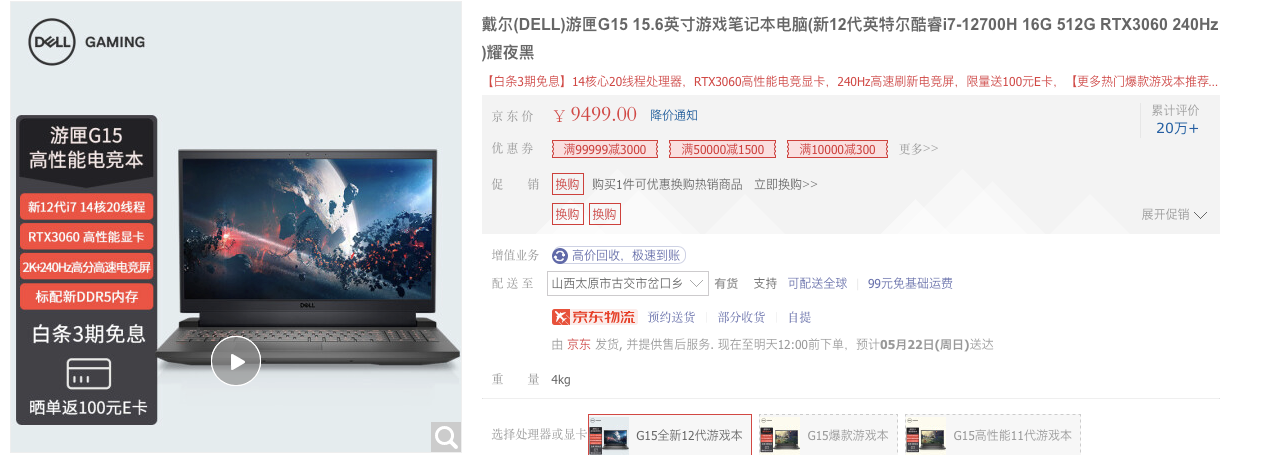 DELL GAMING
游匣G15
高性能电竞本
新12代i7 14核20线程
RTX3060 高性能显卡
2K+240Hz高分高速电竞屏
标配新DDR5内存
白条3期免息
晒单返100元E卡
DELL
戴尔(DELL)游匣G15 15.6英寸游戏笔记本电脑(新12代英特尔酷睿i7-12700H 16G 512G RTX3060 240Hz
)耀夜黑
【白条3期免息】14核心20线程处理器，RTX3060高性能电竞显卡，240Hz高速刷新电竞屏，限量送100元E卡，【更多热门爆款游戏本推荐...
京 东 价 ￥ 9499.00 降价通知
累计评价
20万+
优 惠 券 满99999减3000 满50000减1500 满10000减300 更多>>
促 销 换购 购买1件可优惠换购热销商品 立即换购>>
换购 换购 展开促销
增值业务 高价回收，极速到账
配 送 至 山西太原市古交市岔口乡 有货 支持 可配送全球 99元免基础运费
京东物流 预约送货 部分收货 自提
由 京东 发货, 并提供售后服务. 现在至明天12:00前下单，预计05月22日(周日)送达
重 量 4kg
选择处理器或显卡 G15全新12代游戏本 G15爆款游戏本 G15高性能11代游戏本